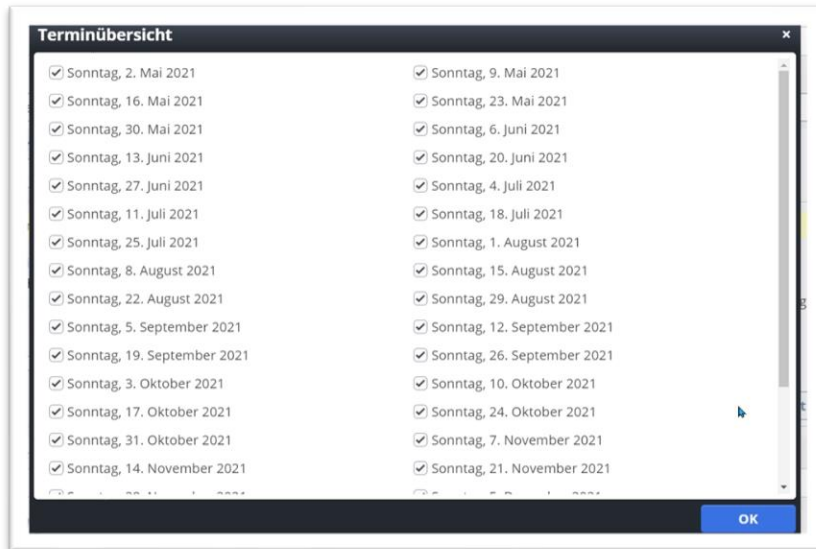 Terminübersicht ×
Sonntag, 2. Mai 2021 Sonntag, 9. Mai 2021
Sonntag, 16. Mai 2021 Sonntag, 23. Mai 2021
Sonntag, 30. Mai 2021 Sonntag, 6. Juni 2021
Sonntag, 13. Juni 2021 Sonntag, 20. Juni 2021
Sonntag, 27. Juni 2021 Sonntag, 4. Juli 2021
Sonntag, 11. Juli 2021 Sonntag, 18. Juli 2021
Sonntag, 25. Juli 2021 Sonntag, 1. August 2021
Sonntag, 8. August 2021 Sonntag, 15. August 2021
Sonntag, 22. August 2021 Sonntag, 29. August 2021
Sonntag, 5. September 2021 Sonntag, 12. September 2021
Sonntag, 19. September 2021 Sonntag, 26. September 2021
Sonntag, 3. Oktober 2021 Sonntag, 10. Oktober 2021
Sonntag, 17. Oktober 2021 Sonntag, 24. Oktober 2021
Sonntag, 31. Oktober 2021 Sonntag, 7. November 2021
Sonntag, 14. November 2021 Sonntag, 21. November 2021
OK